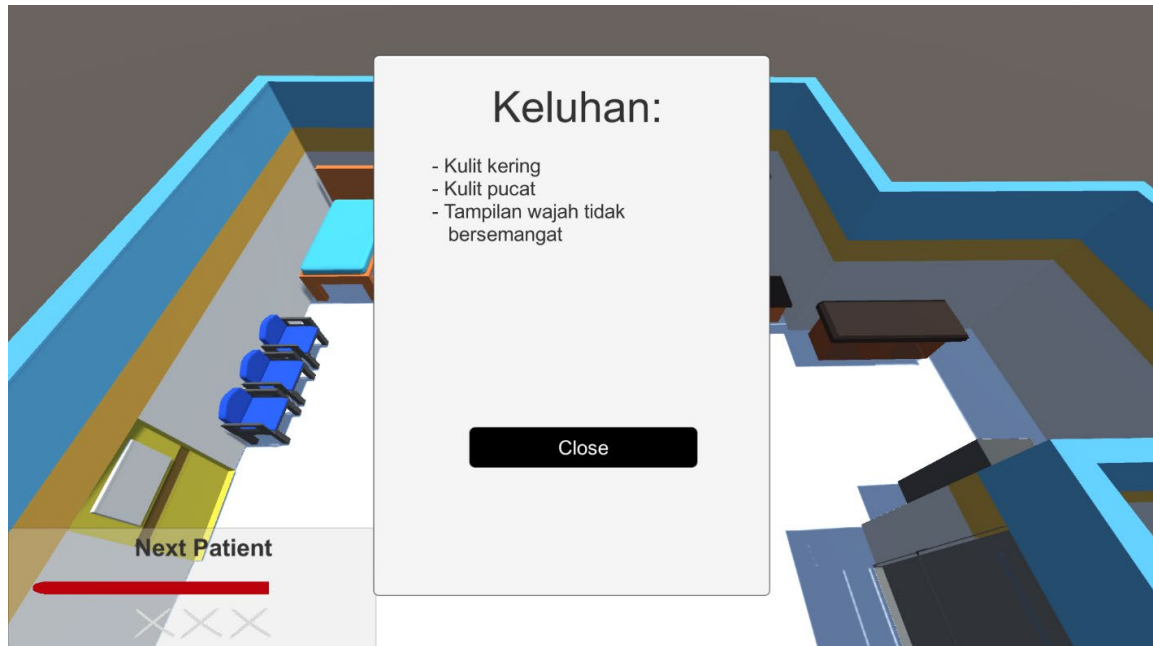 Keluhan:
- Kulit kering
- Kulit pucat
- Tampilan wajah tidak
bersemangat
Close
Next Patient